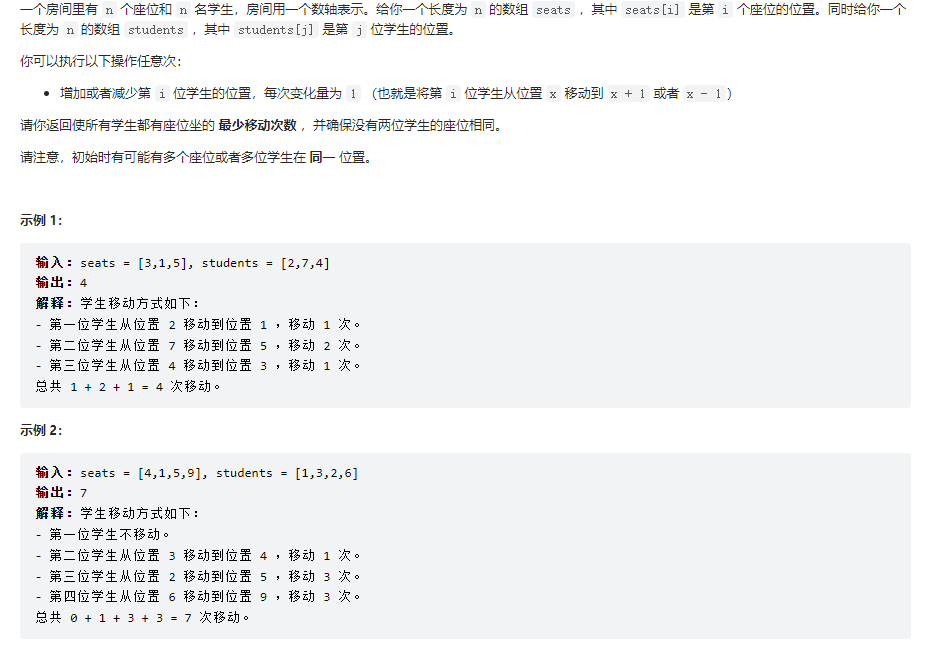 一个房间里有 n 个座位和 n 名学生，房间用一个数轴表示。给你一个长度为 n 的数组 seats ，其中 seats[i] 是第 i 个座位的位置。同时给你一个
长度为 n 的数组 students ，其中 students[j] 是第 j 位学生的位置。
你可以执行以下操作任意次：
• 增加或者减少第 i 位学生的位置，每次变化量为 1 （也就是将第 i 位学生从位置 x 移动到 x + 1 或者 x - 1 ）
请你返回使所有学生都有座位坐的 最少移动次数 ，并确保没有两位学生的座位相同。
请注意，初始时有可能有多个座位或者多位学生在 同一 位置。
示例 1：
输入：seats = [3,1,5], students = [2,7,4]
输出：4
解释：学生移动方式如下：
- 第一位学生从位置 2 移动到位置 1 ，移动 1 次。
- 第二位学生从位置 7 移动到位置 5 ，移动 2 次。
- 第三位学生从位置 4 移动到位置 3 ，移动 1 次。
总共 1 + 2 + 1 = 4 次移动。
示例 2：
输入：seats = [4,1,5,9], students = [1,3,2,6]
输出：7
解释：学生移动方式如下：
- 第一位学生不移动。
- 第二位学生从位置 3 移动到位置 4 ，移动 1 次。
- 第三位学生从位置 2 移动到位置 5 ，移动 3 次。
- 第四位学生从位置 6 移动到位置 9 ，移动 3 次。
总共 0 + 1 + 3 + 3 = 7 次移动。